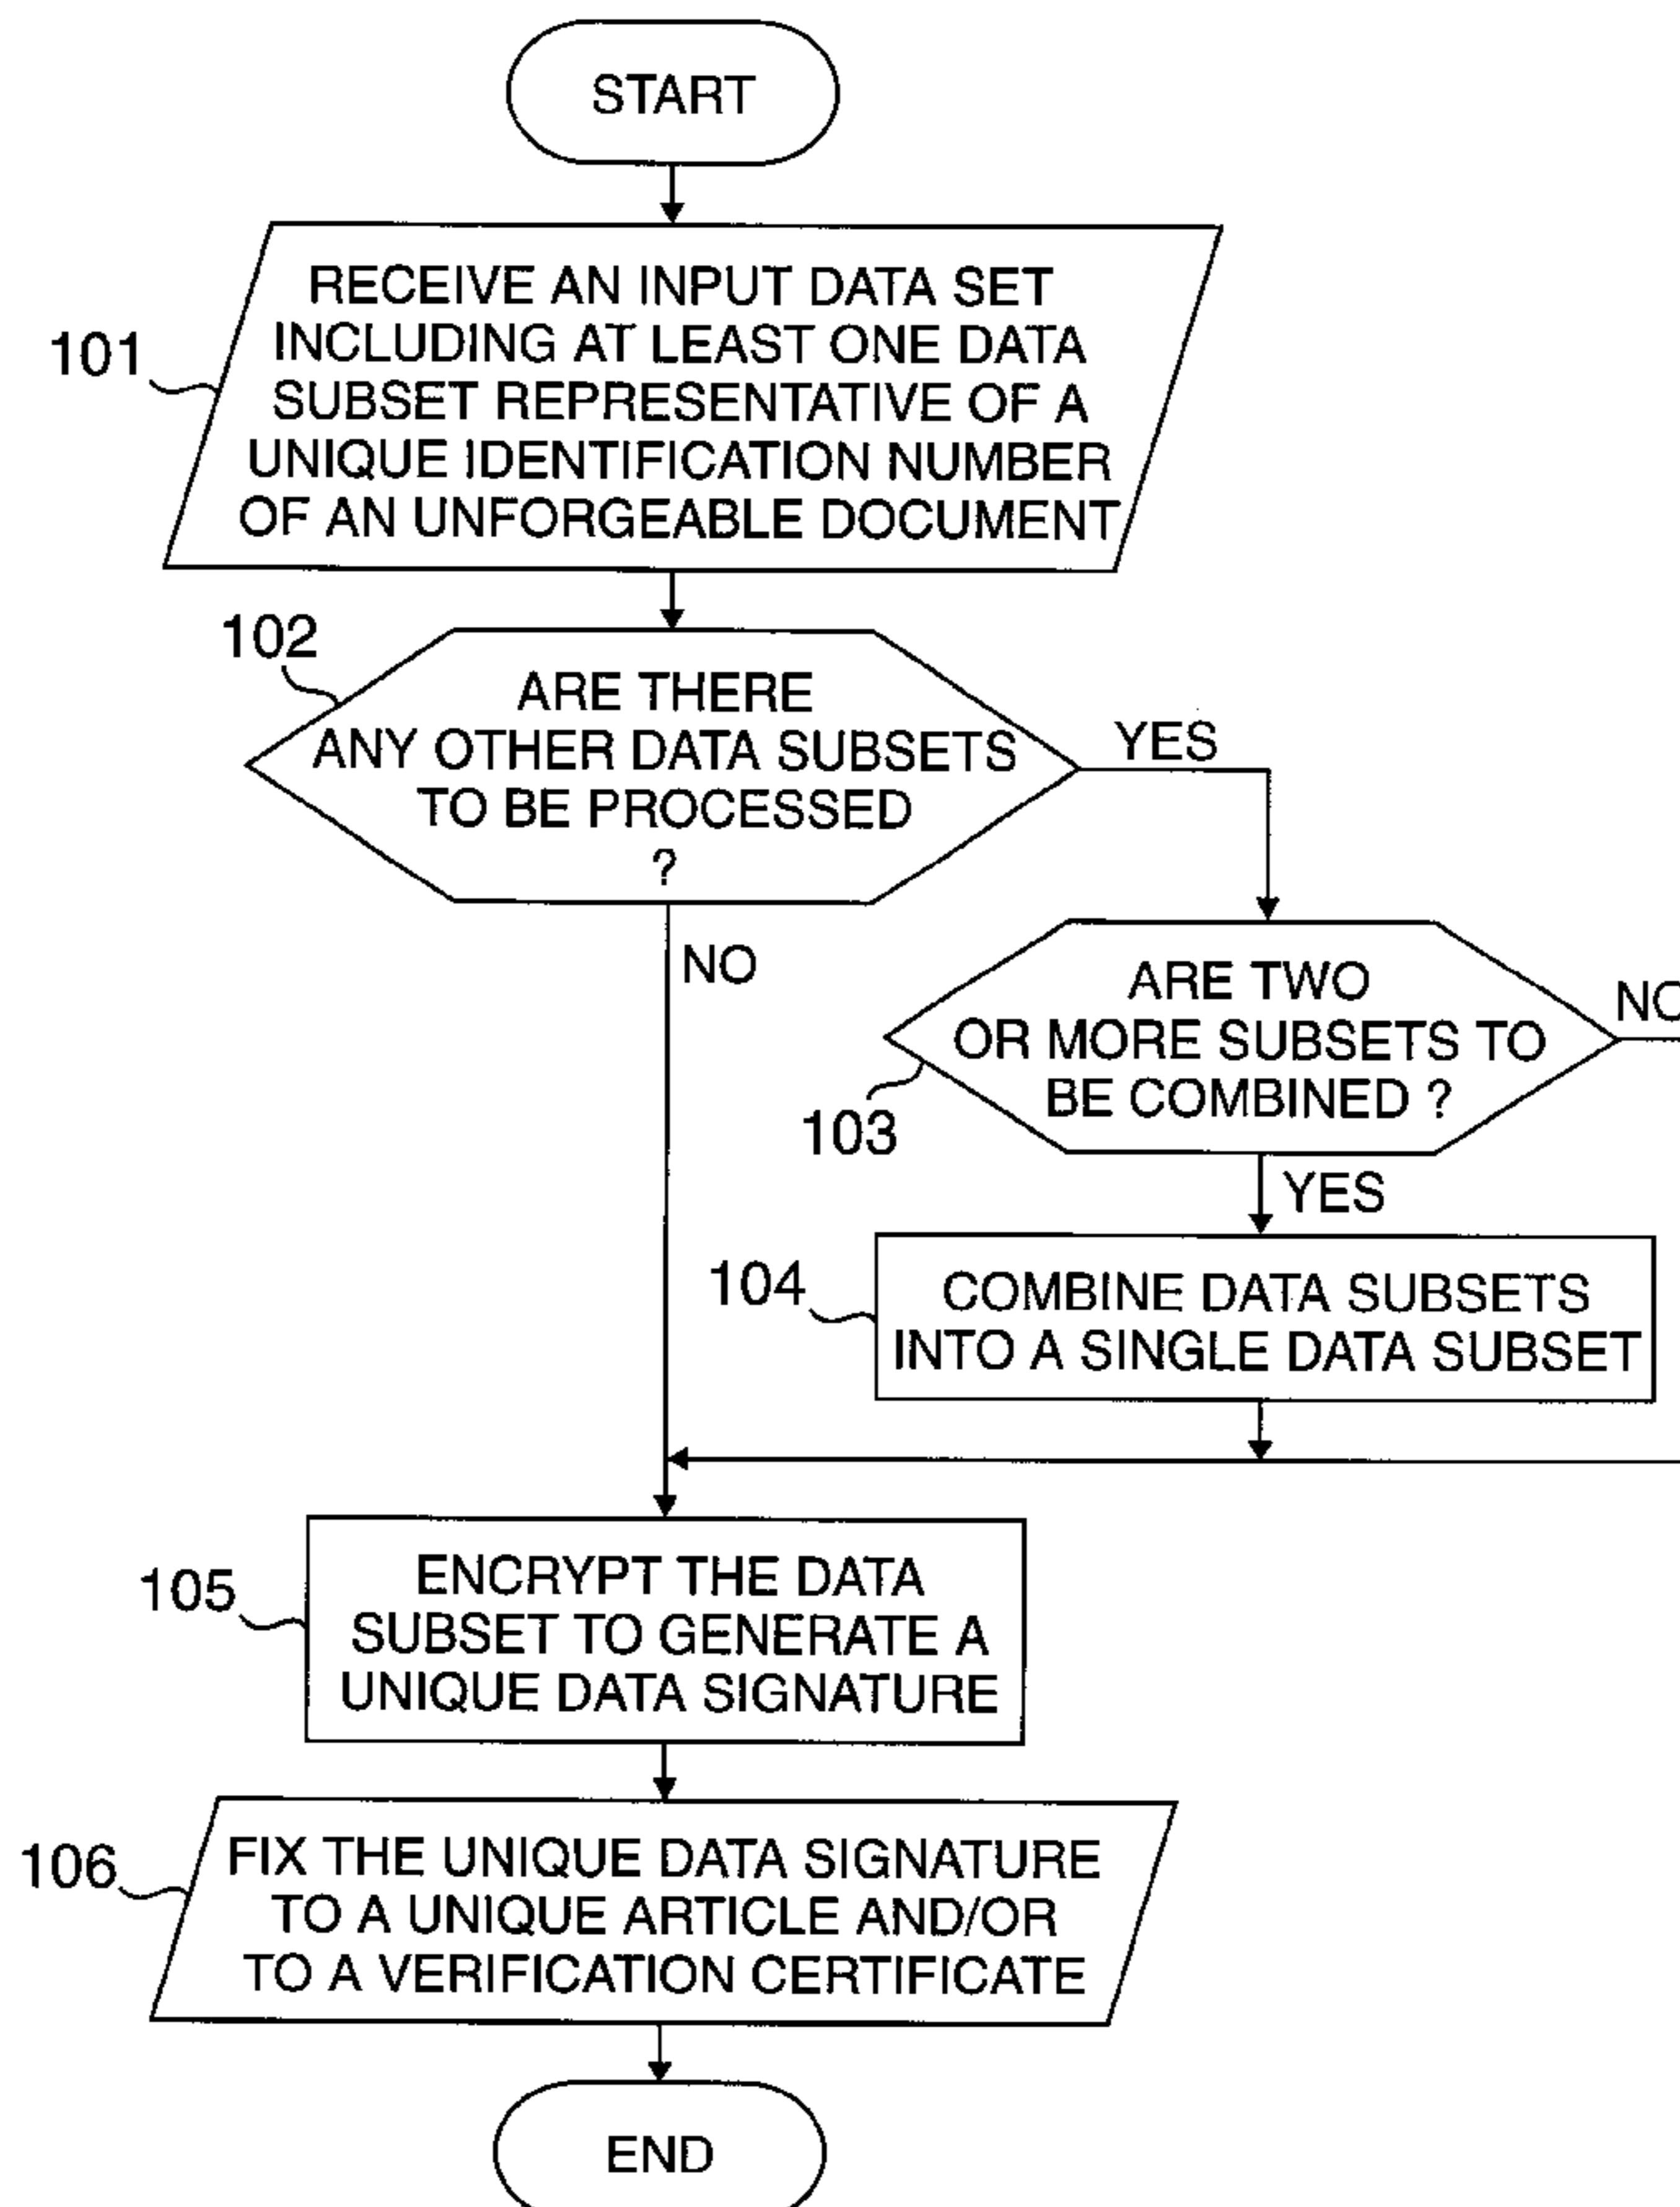 START
101
RECEIVE AN INPUT DATA SET
INCLUDING AT LEAST ONE DATA
SUBSET REPRESENTATIVE OF A
UNIQUE IDENTIFICATION NUMBER
OF AN UNFORGEABLE DOCUMENT
102
ARE THERE
ANY OTHER DATA SUBSETS
TO BE PROCESSED
?
YES
NO
103
ARE TWO
OR MORE SUBSETS TO
BE COMBINED ?
NO
YES
104
COMBINE DATA SUBSETS
INTO A SINGLE DATA SUBSET
105
ENCRYPT THE DATA
SUBSET TO GENERATE A
UNIQUE DATA SIGNATURE
106
FIX THE UNIQUE DATA SIGNATURE
TO A UNIQUE ARTICLE AND/OR
TO A VERIFICATION CERTIFICATE
END